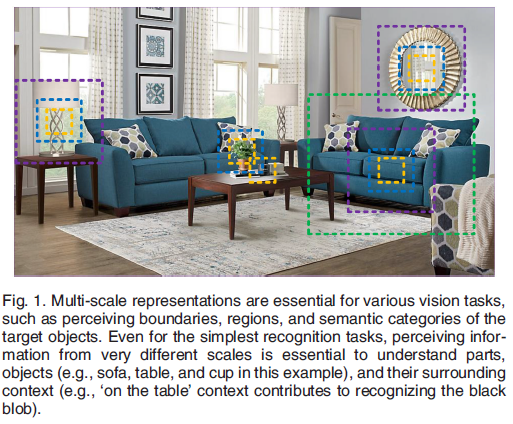 Fig. 1. Multi-scale representations are essential for various vision tasks,
such as perceiving boundaries, regions, and semantic categories of the
target objects. Even for the simplest recognition tasks, perceiving infor-
mation from very different scales is essential to understand parts,
objects (e.g., sofa, table, and cup in this example), and their surrounding
context (e.g., ‘on the table’ context contributes to recognizing the black
blob).